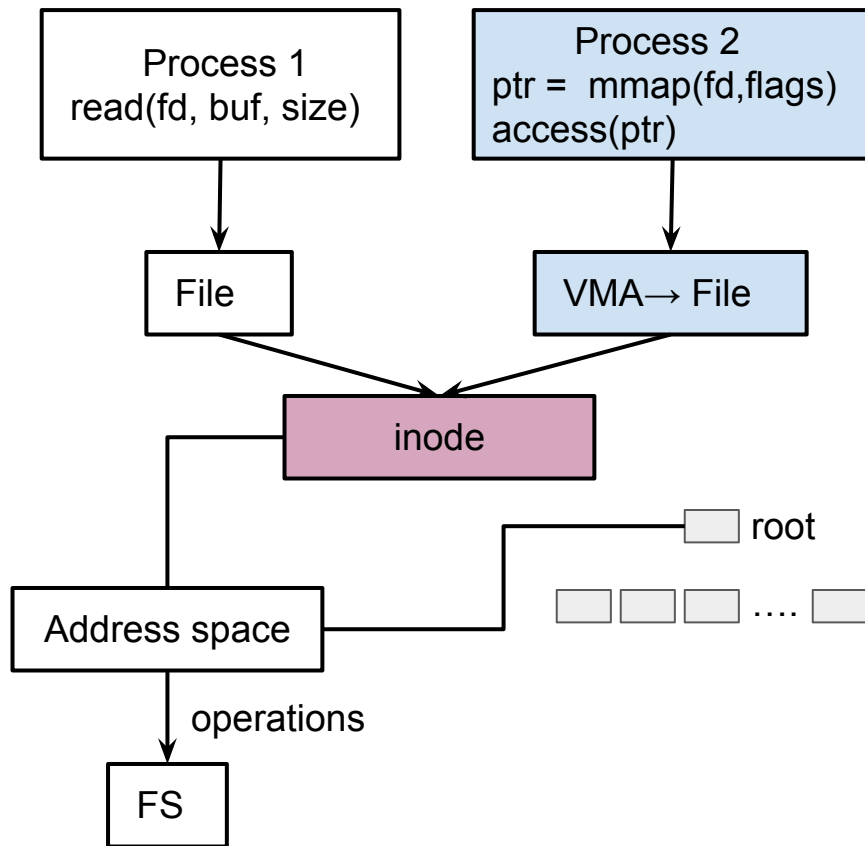 Process 1
read(fd, buf, size)
Process 2
ptr =  mmap(fd,flags)
access(ptr)
File
VMA→ File
inode
root
....
Address space
operations
FS